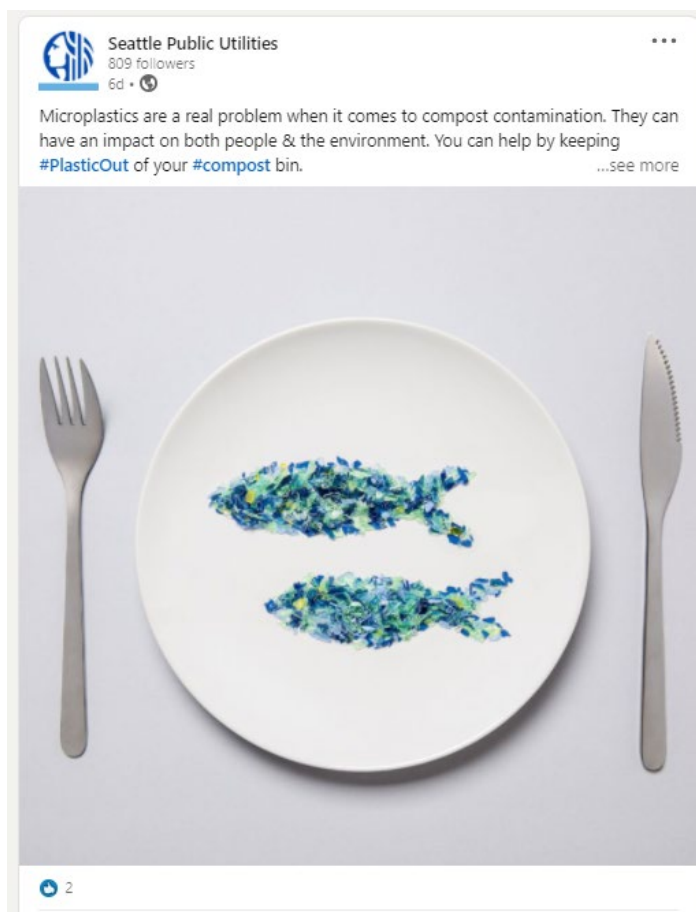 Seattle Public Utilities
809 followers
6d •
Microplastics are a real problem when it comes to compost contamination. They can
have an impact on both people & the environment. You can help by keeping
#PlasticOut of your #compost bin.
...see more
2